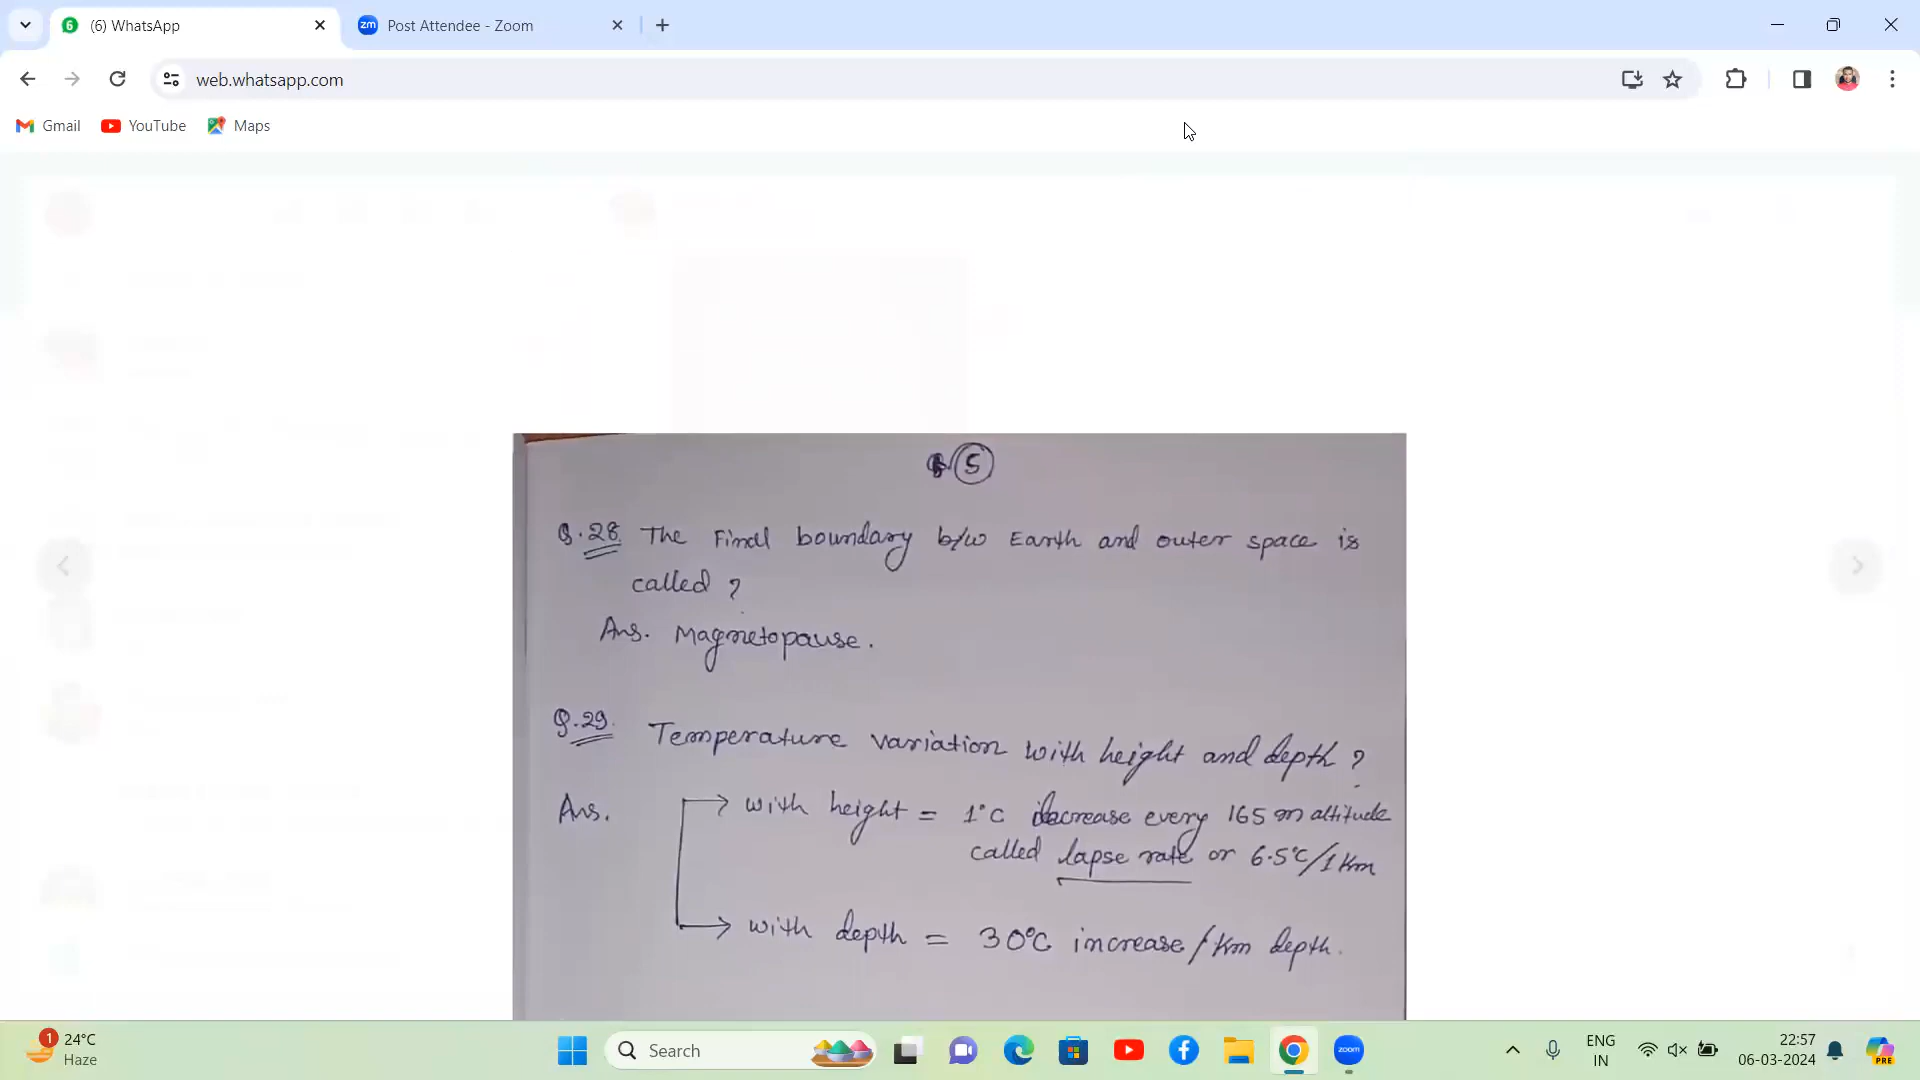 (6) WhatsApp
Post Attendee - Zoom
web.whatsapp.com
Gmail YouTube Maps
5
Q.28. The Final boundary b/w Earth and outer space is
called ?
Ans. Magnetopause.
Q.29. Temperature variation with height and depth ?
Ans. → with height = 1°C decrease every 165 m altitude
called lapse rate or 6.5°C/1 Km
→ with depth = 30°C increase/Km depth.
1 24°C
Haze
Search
zoom
ENG
IN
22:57
06-03-2024
PRE